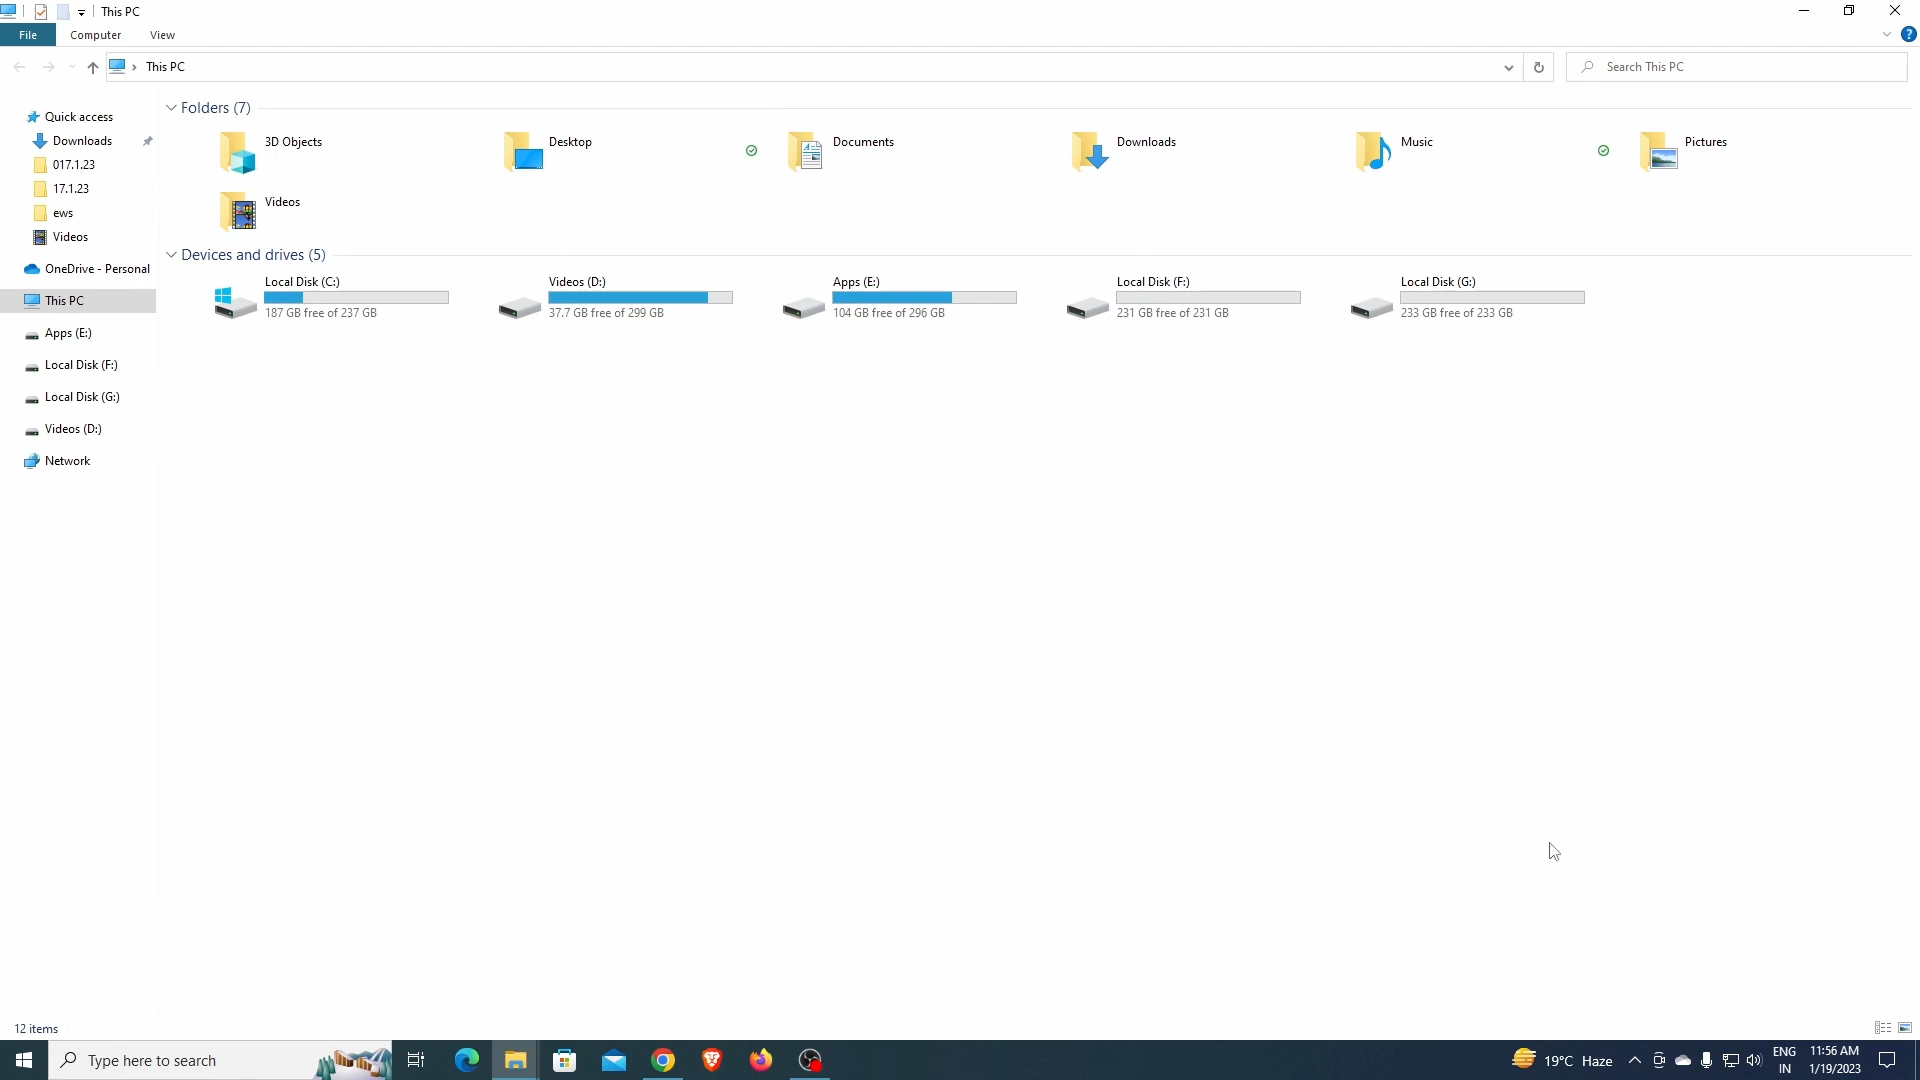 This PC
File Computer View
This PC
Search This PC
Quick access
Downloads
017.1.23
17.1.23
ews
Videos
OneDrive - Personal
This PC
Apps (E:)
Local Disk (F:)
Local Disk (G:)
Videos (D:)
Network
Folders (7)
3D Objects
Desktop
Documents
Downloads
Music
Pictures
Videos
Devices and drives (5)
Local Disk (C:)
187 GB free of 237 GB
Videos (D:)
37.7 GB free of 299 GB
Apps (E:)
104 GB free of 296 GB
Local Disk (F:)
231 GB free of 231 GB
Local Disk (G:)
233 GB free of 233 GB
12 items
Type here to search
19°C Haze
ENG
IN
11:56 AM
1/19/2023